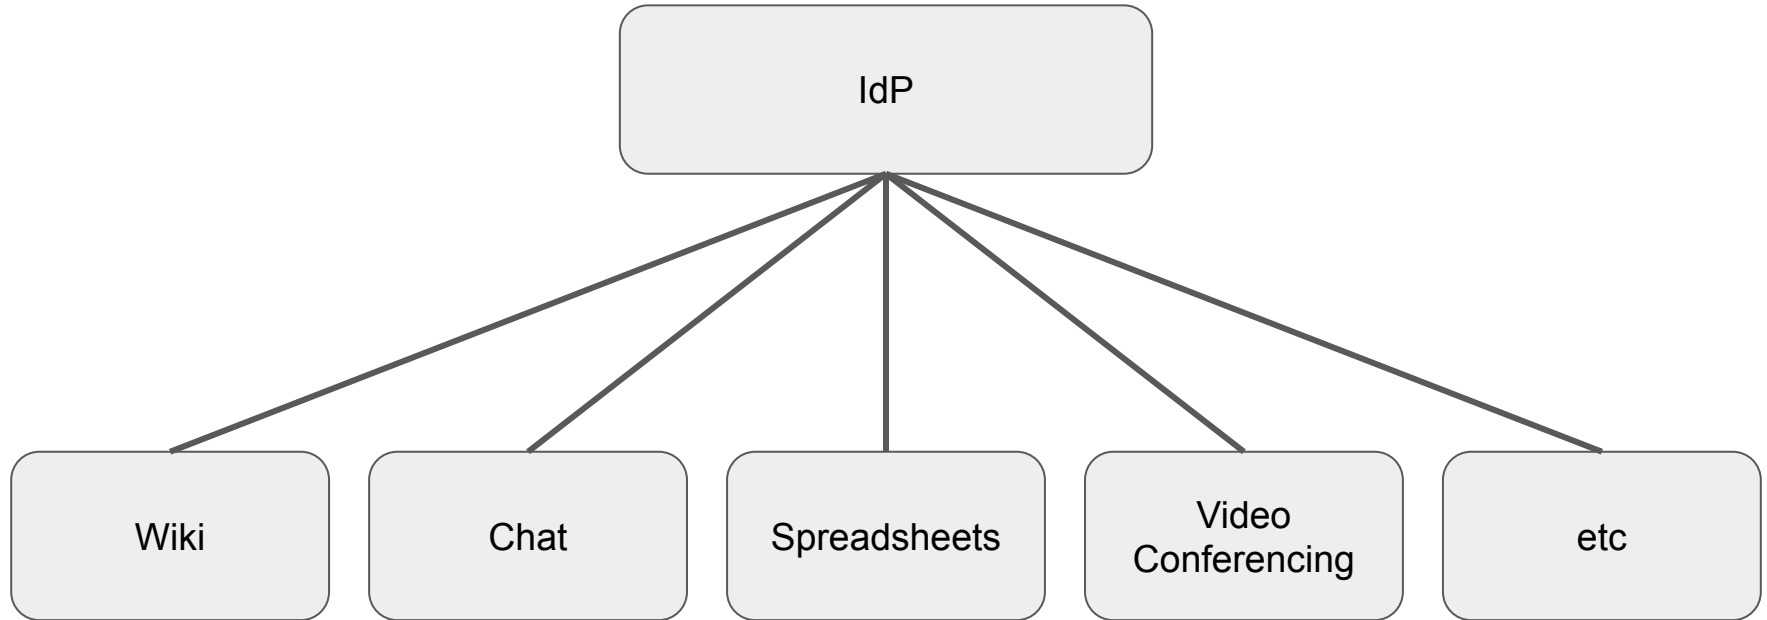 IdP
Wiki
Chat
Spreadsheets
Video
Conferencing
etc